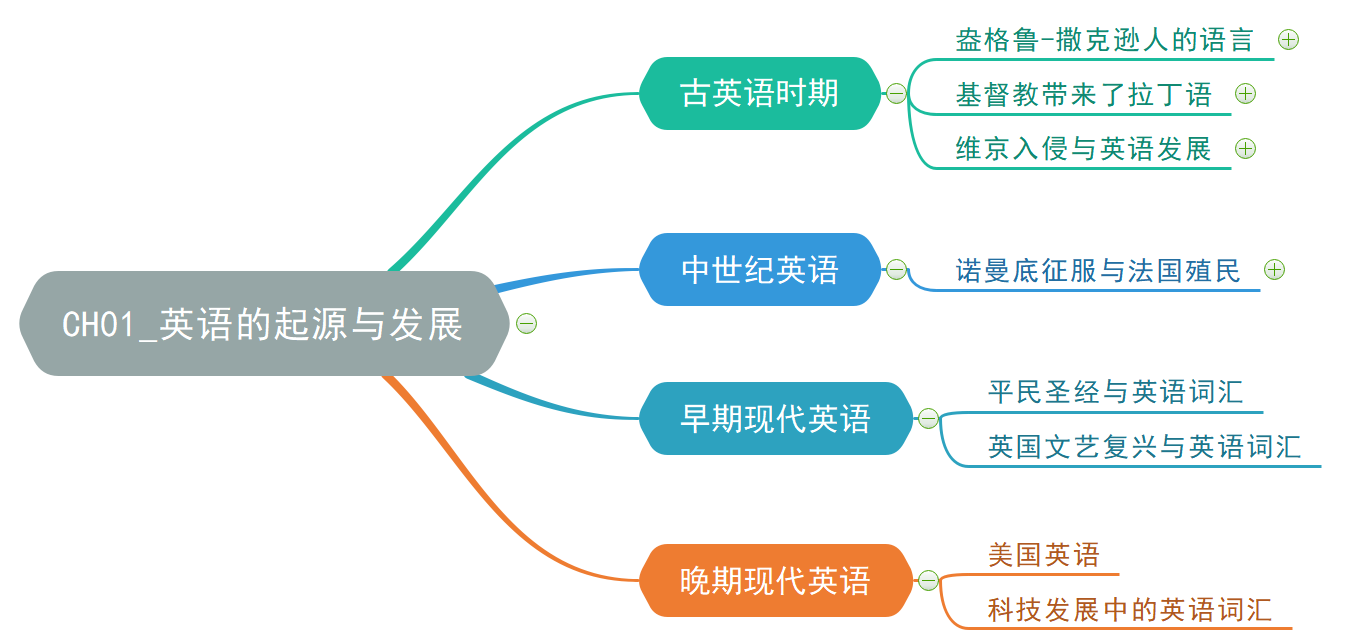 CH01_英语的起源与发展
古英语时期
盎格鲁-撒克逊人的语言
基督教带来了拉丁语
维京入侵与英语发展
中世纪英语
诺曼底征服与法国殖民
早期现代英语
平民圣经与英语词汇
英国文艺复兴与英语词汇
晚期现代英语
美国英语
科技发展中的英语词汇